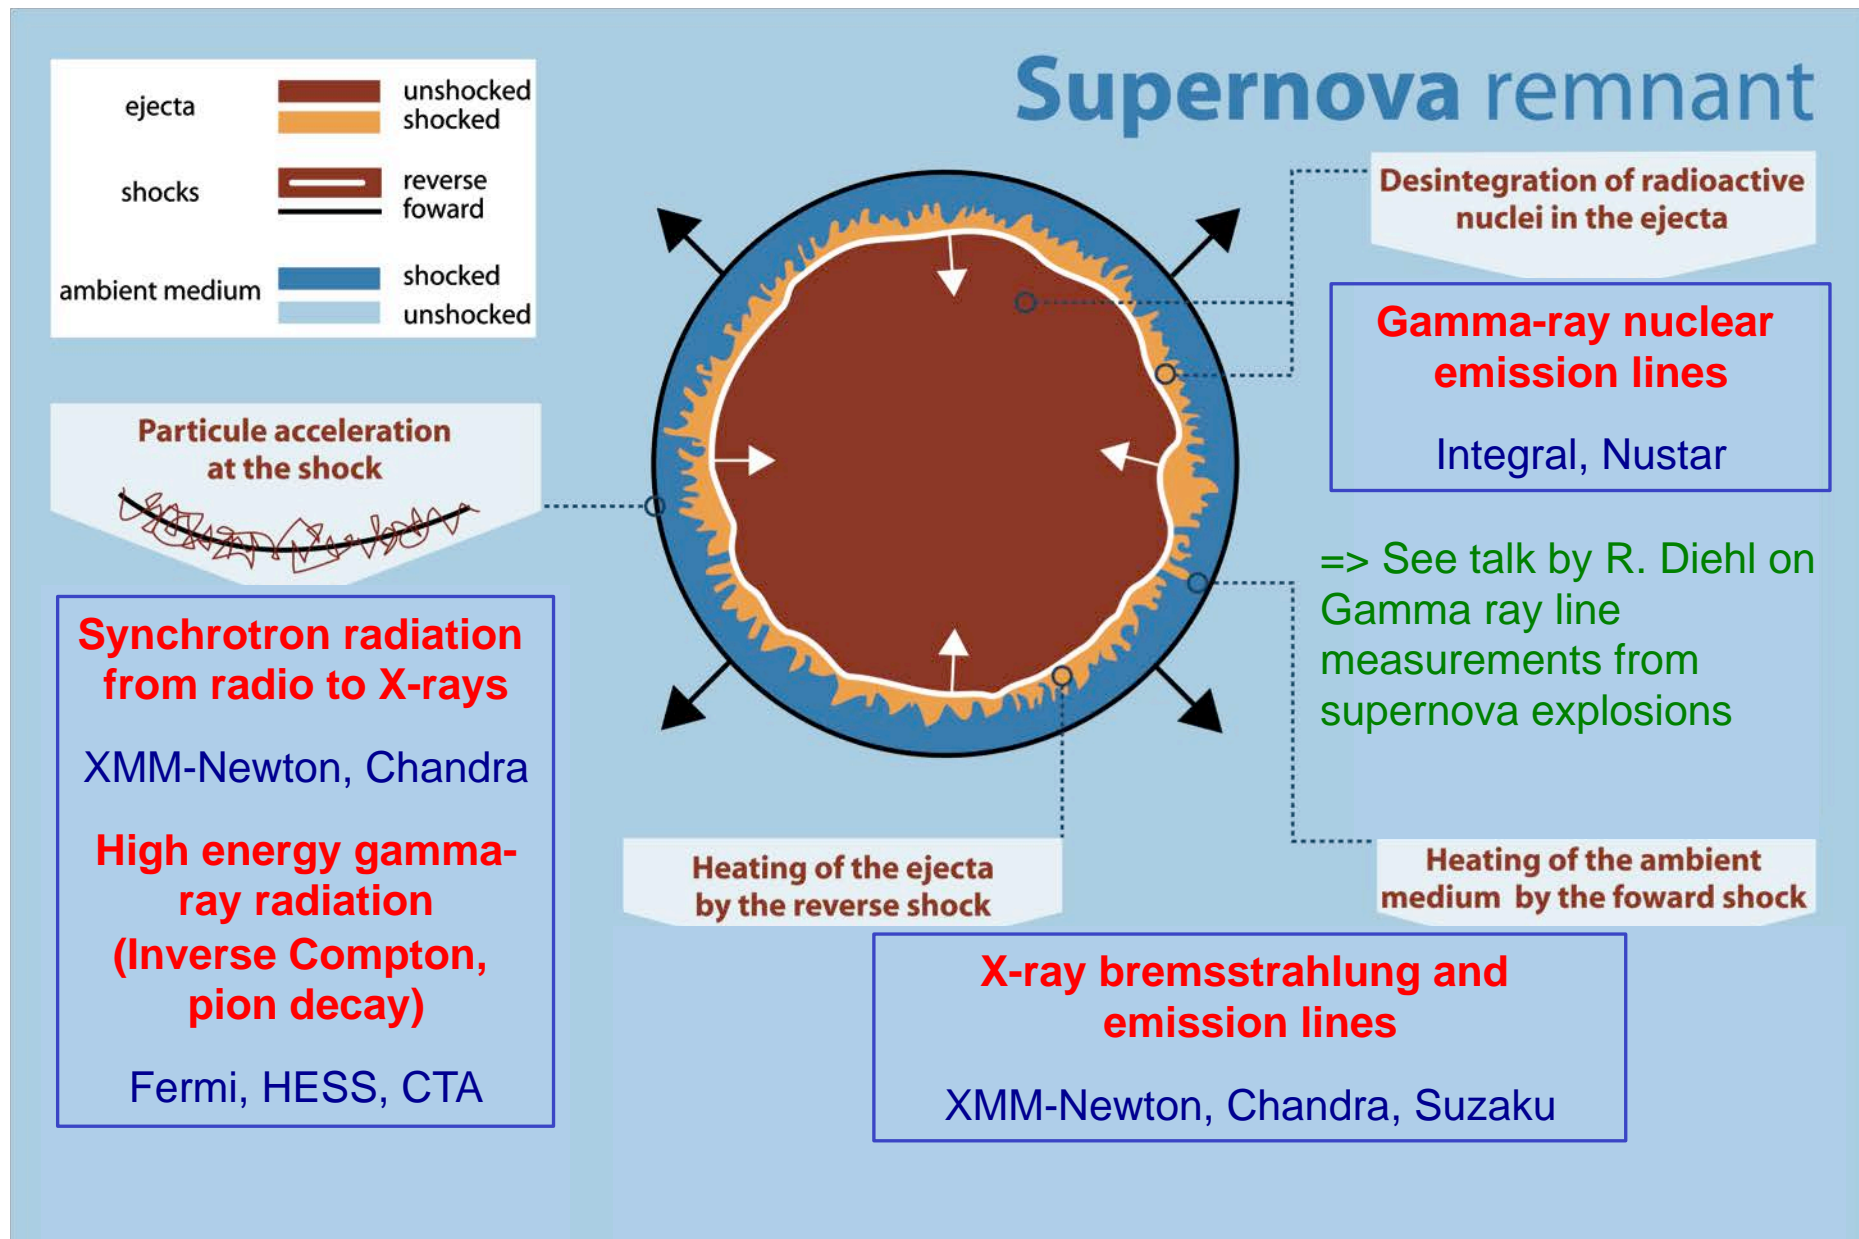 Supernova remnant
ejecta
unshocked
shocked
shocks
reverse
foward
ambient medium
shocked
unshocked
Desintegration of radioactive
nuclei in the ejecta
Gamma-ray nuclear
emission lines
Integral, Nustar
=> See talk by R. Diehl on
Gamma ray line
measurements from
supernova explosions
Particule acceleration
at the shock
Synchrotron radiation
from radio to X-rays
XMM-Newton, Chandra
High energy gamma-
ray radiation
(Inverse Compton,
pion decay)
Fermi, HESS, CTA
Heating of the ejecta
by the reverse shock
Heating of the ambient
medium by the foward shock
X-ray bremsstrahlung and
emission lines
XMM-Newton, Chandra, Suzaku